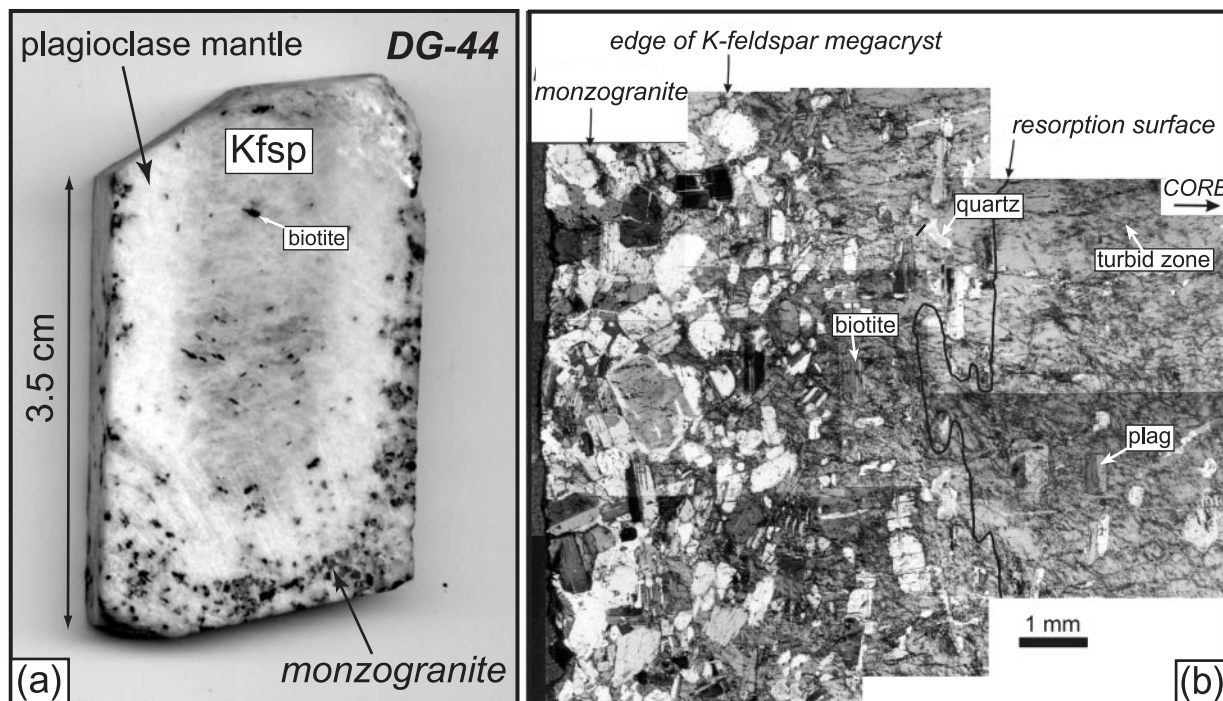 plagioclase mantle
DG-44
Kfsp
biotite
3.5 cm
monzogranite
(a)
edge of K-feldspar megacryst
monzogranite
resorption surface
CORE
quartz
turbid zone
biotite
plag
1 mm
(b)